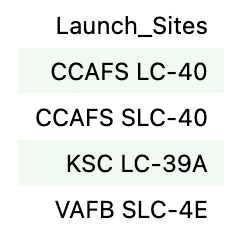 Launch_Sites
CCAFS LC-40
CCAFS SLC-40
KSC LC-39A
VAFB SLC-4E